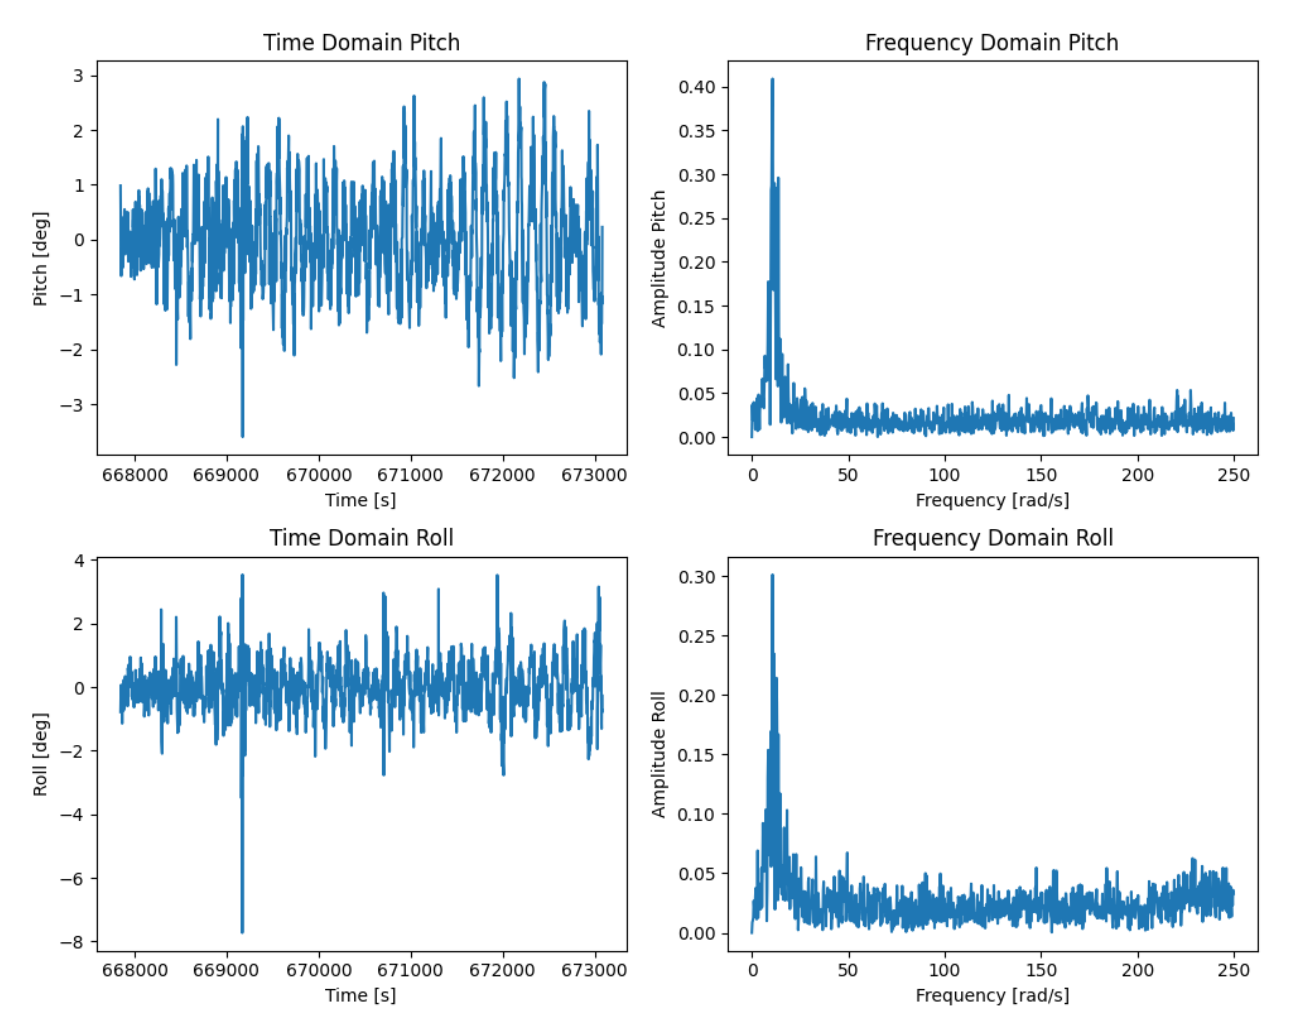 Time Domain Pitch
3
2
1
0
−1
−2
−3
Pitch [deg]
668000 669000 670000 671000 672000 673000
Time [s]
Frequency Domain Pitch
0.40
0.35
0.30
0.25
0.20
0.15
0.10
0.05
0.00
Amplitude Pitch
0 50 100 150 200 250
Frequency [rad/s]
Time Domain Roll
4
2
0
−2
−4
−6
−8
Roll [deg]
668000 669000 670000 671000 672000 673000
Time [s]
Frequency Domain Roll
0.30
0.25
0.20
0.15
0.10
0.05
0.00
Amplitude Roll
0 50 100 150 200 250
Frequency [rad/s]